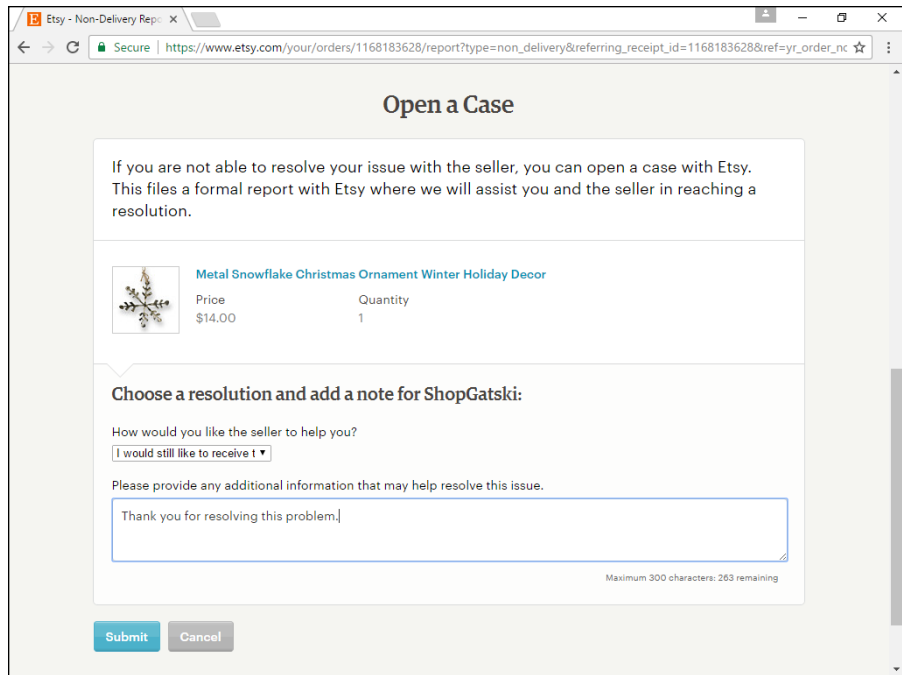 Etsy - Non-Delivery Repo
Secure
https://www.etsy.com/your/orders/1168183628/report?type=non_delivery&referring_receipt_id=1168183628&ref=yr_order_nc
Open a Case
If you are not able to resolve your issue with the seller, you can open a case with Etsy.
This files a formal report with Etsy where we will assist you and the seller in reaching a
resolution.
Metal Snowflake Christmas Ornament Winter Holiday Decor
Price Quantity
$14.00 1
Choose a resolution and add a note for ShopGatski:
How would you like the seller to help you?
I would still like to receive t
Please provide any additional information that may help resolve this issue.
Thank you for resolving this problem.
Maximum 300 characters: 263 remaining
Submit Cancel